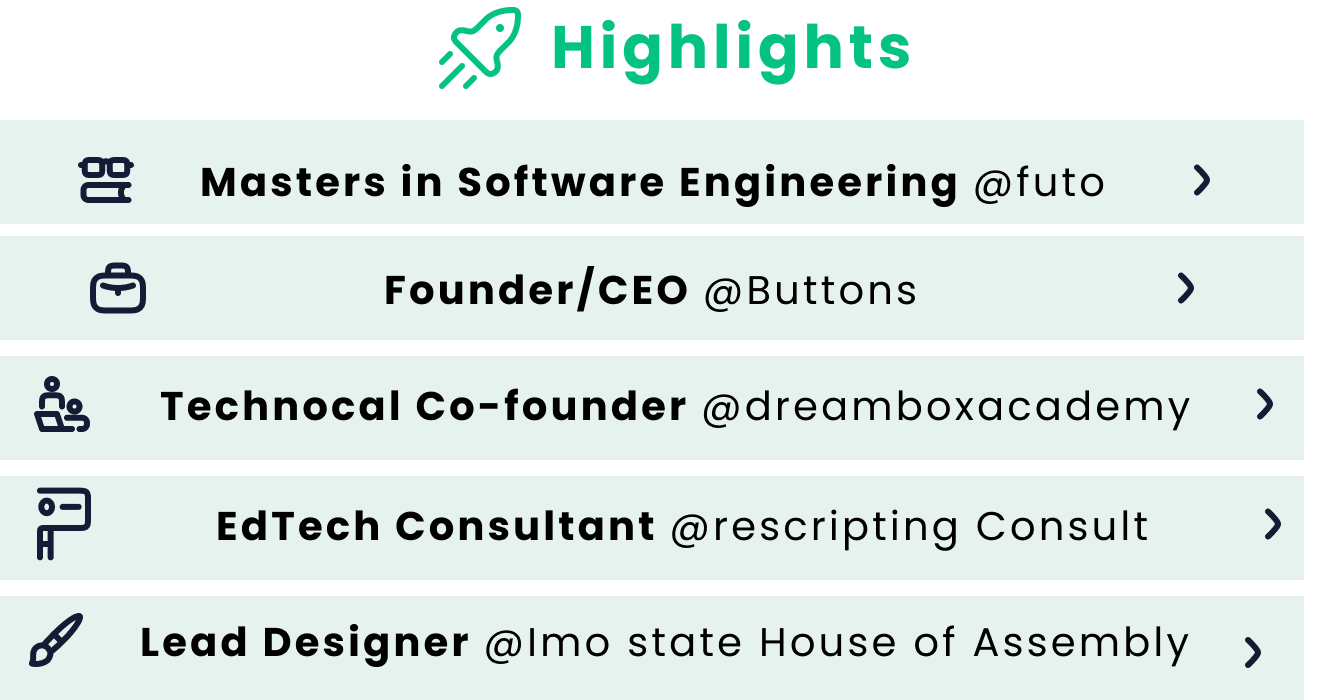 Highlights
Masters in Software Engineering @futo
Founder/CEO @Buttons
Technocal Co-founder @dreamboxacademy
EdTech Consultant @rescripting Consult
Lead Designer @Imo state House of Assembly